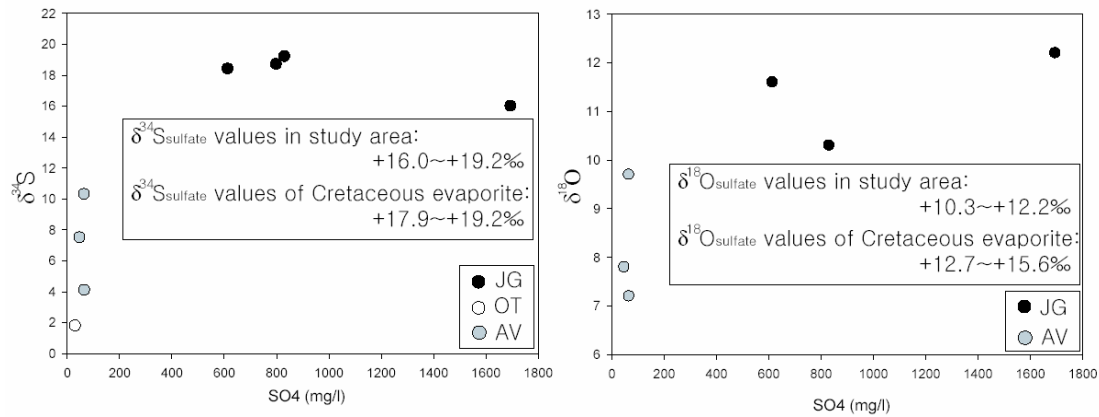 22
20
18
16
14
12
10
8
6
4
2
0
δ34S
δ34Ssulfate values in study area:
+16.0~+19.2‰
δ34Ssulfate values of Cretaceous evaporite:
+17.9~+19.2‰
JG
OT
AV
0 200 400 600 800 1000 1200 1400 1600 1800
SO4 (mg/l)
13
12
11
10
9
8
7
6
δ18O
δ18Osulfate values in study area:
+10.3~+12.2‰
δ18Osulfate values of Cretaceous evaporite:
+12.7~+15.6‰
JG
AV
0 200 400 600 800 1000 1200 1400 1600 1800
SO4 (mg/l)